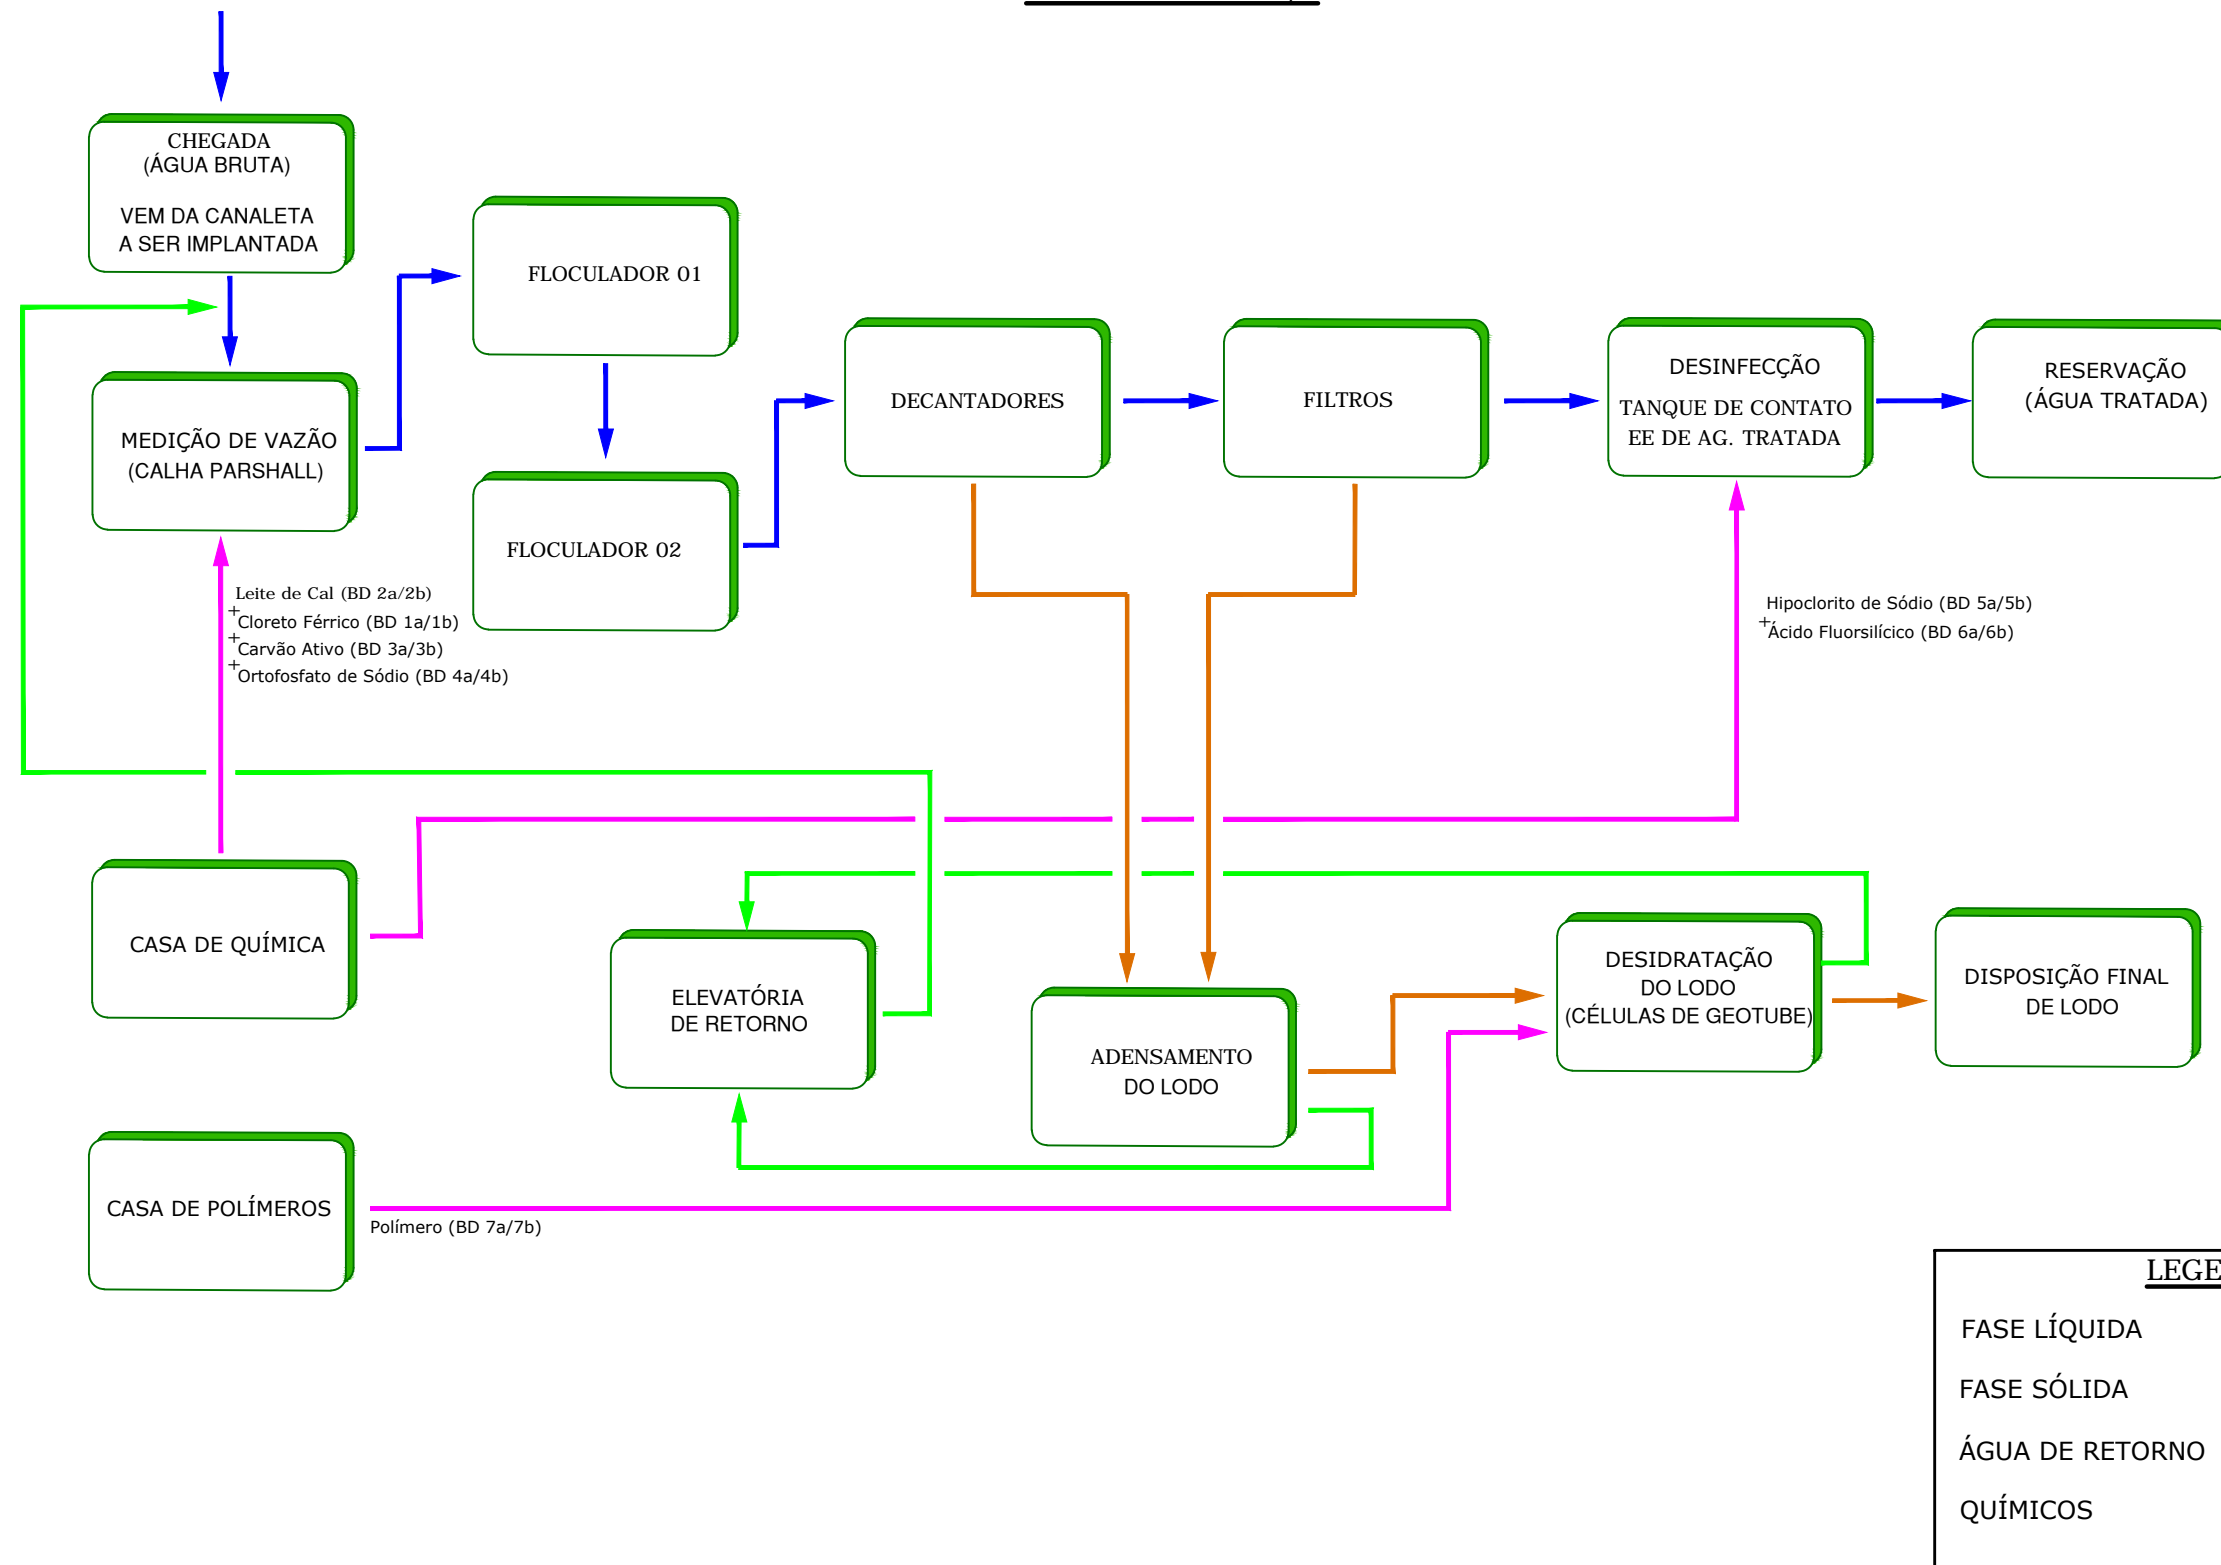 CHEGADA
(ÁGUA BRUTA)
VEM DA CANALETA
A SER IMPLANTADA
FLOCULADOR 01
MEDIÇÃO DE VAZÃO
(CALHA PARSHALL)
FLOCULADOR 02
DECANTADORES
FILTROS
DESINFECÇÃO
TANQUE DE CONTATO
EE DE AG. TRATADA
RESERVAÇÃO
(ÁGUA TRATADA)
Leite de Cal (BD 2a/2b)
+
Cloreto Férrico (BD 1a/1b)
+
Carvão Ativo (BD 3a/3b)
+
Ortofosfato de Sódio (BD 4a/4b)
Hipoclorito de Sódio (BD 5a/5b)
+
Ácido Fluorsilícico (BD 6a/6b)
CASA DE QUÍMICA
ELEVATÓRIA
DE RETORNO
ADENSAMENTO
DO LODO
DESIDRATAÇÃO
DO LODO
(CÉLULAS DE GEOTUBE)
DISPOSIÇÃO FINAL
DE LODO
CASA DE POLÍMEROS
Polímero (BD 7a/7b)
LEGE
FASE LÍQUIDA
FASE SÓLIDA
ÁGUA DE RETORNO
QUÍMICOS